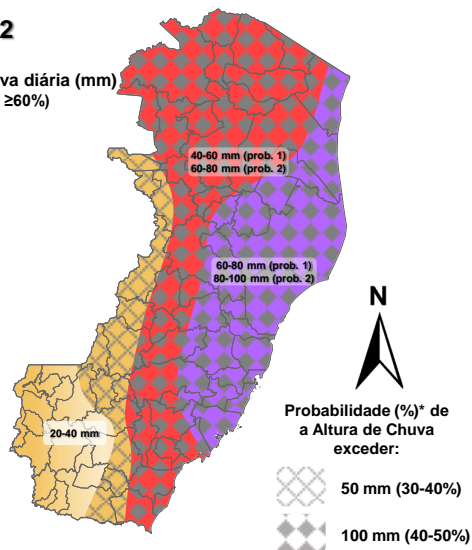 2
va diária (mm)
≥60%)
40-60 mm (prob. 1)
60-80 mm (prob. 2)
60-80 mm (prob. 1)
80-100 mm (prob. 2)
20-40 mm
N
Probabilidade (%)* de
a Altura de Chuva
exceder:
50 mm (30-40%)
100 mm (40-50%)